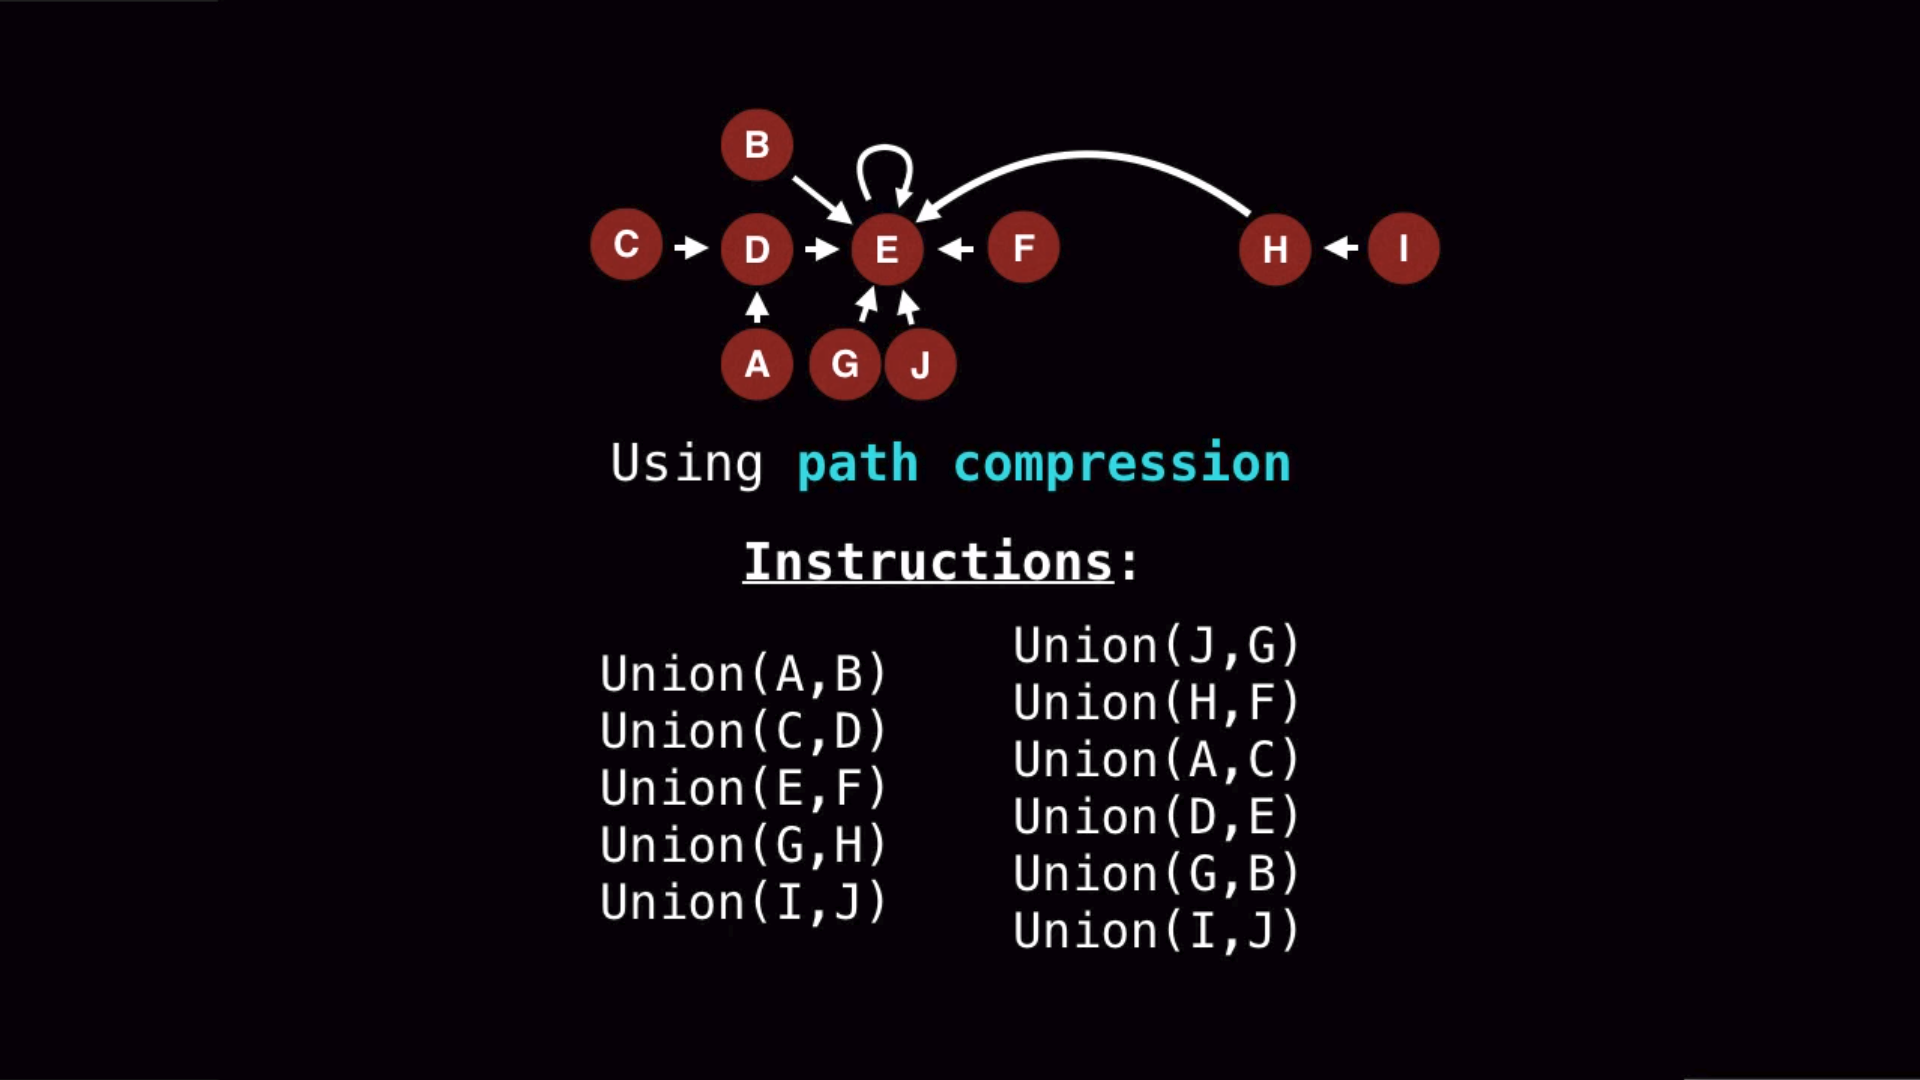 B
C D E F H I
A G J
Using path compression
Instructions:
Union(A,B)
Union(C,D)
Union(E,F)
Union(G,H)
Union(I,J)
Union(J,G)
Union(H,F)
Union(A,C)
Union(D,E)
Union(G,B)
Union(I,J)